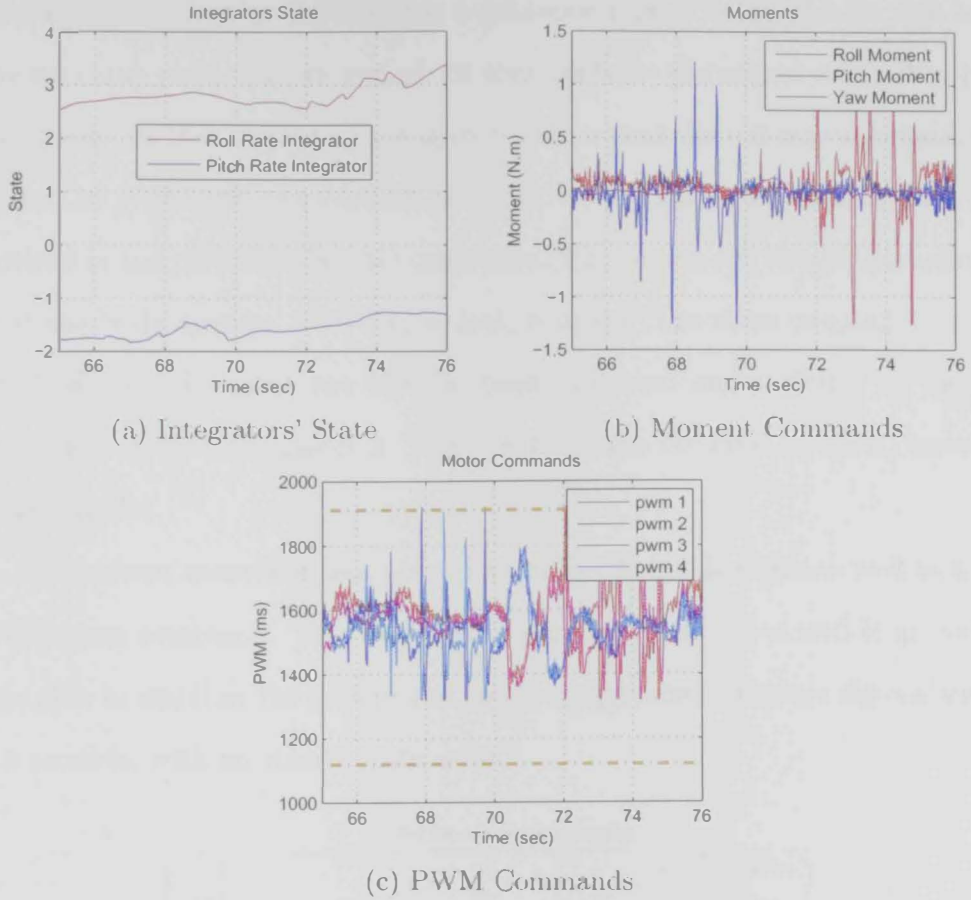 Integrators State
4
3
2
1
0
−1
−2
State
Roll Rate Integrator
Pitch Rate Integrator
66
68
70
72
74
76
Time (sec)
(a) Integrators' State
Moments
1.5
1
0.5
0
−0.5
−1
−1.5
Moment (N.m)
Roll Moment
Pitch Moment
Yaw Moment
66
68
70
72
74
76
Time (sec)
(b) Moment Commands
Motor Commands
2000
1800
1600
1400
1200
1000
PWM (ms)
pwm 1
pwm 2
pwm 3
pwm 4
66
68
70
72
74
76
Time (sec)
(c) PWM Commands